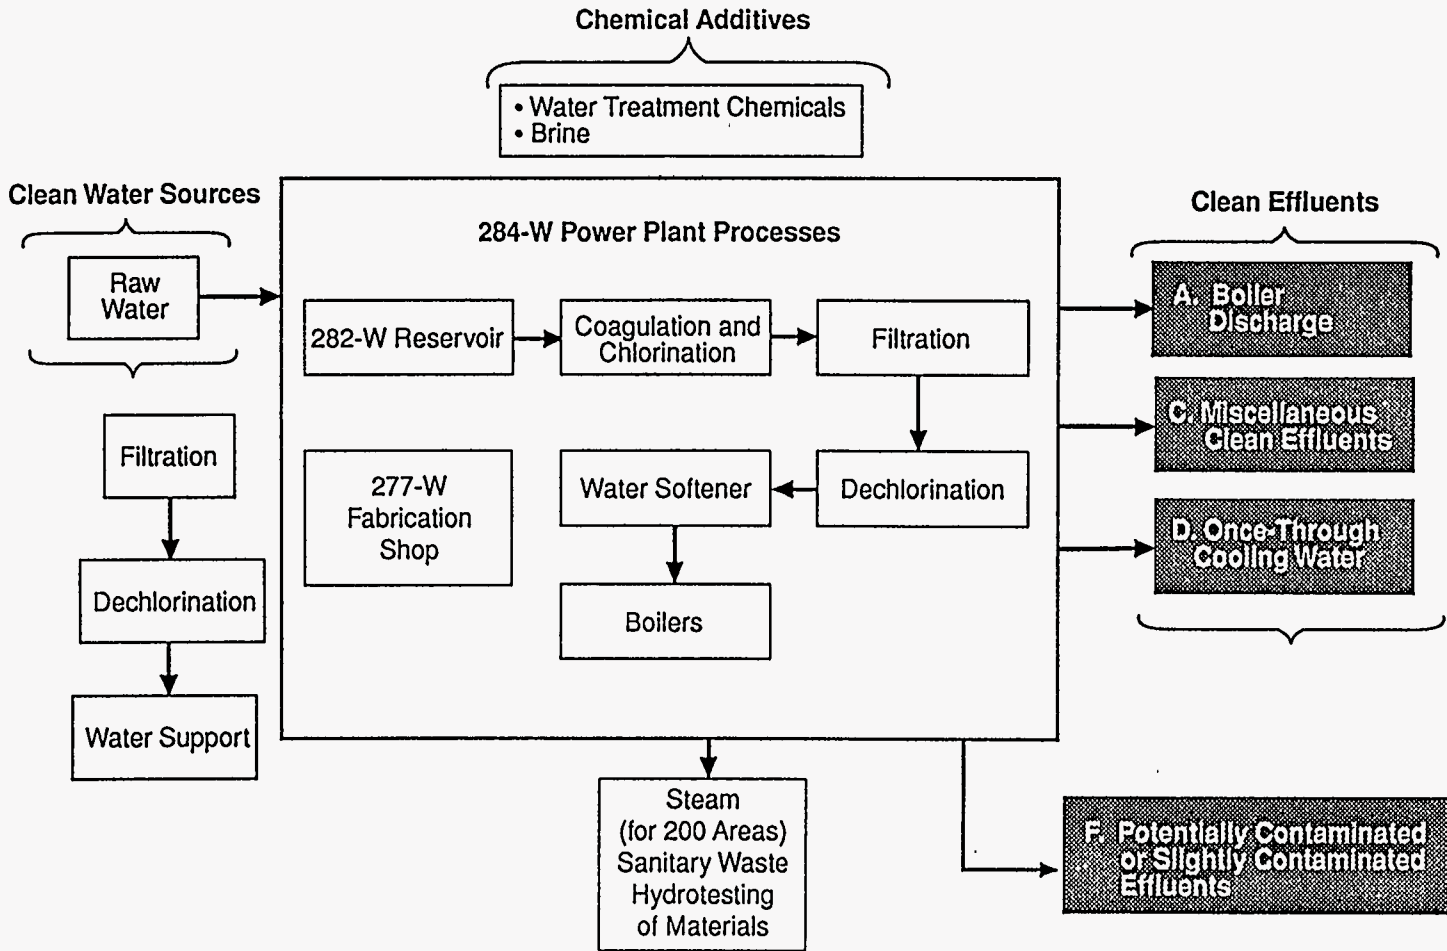 Chemical Additives
• Water Treatment Chemicals
• Brine
Clean Water Sources
Raw
Water
Filtration
Dechlorination
Water Support
284-W Power Plant Processes
282-W Reservoir
Coagulation and
Chlorination
Filtration
277-W
Fabrication
Shop
Water Softener
Dechlorination
Boilers
Clean Effluents
A. Boiler
Discharge
C. Miscellaneous
Clean Effluents
D. Once-Through
Cooling Water
Steam
(for 200 Areas)
Sanitary Waste
Hydrotesting
of Materials
F. Potentially Contaminated
or Slightly Contaminated
Effluents